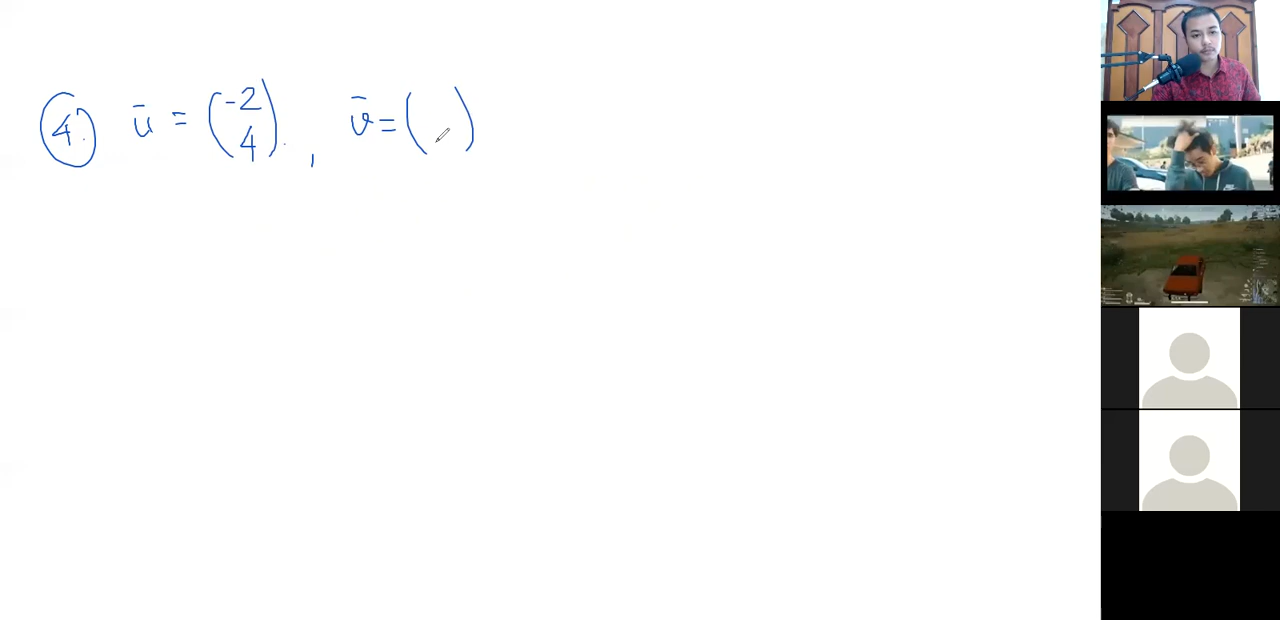 4. ū = (-2 4), v̄ = ( )